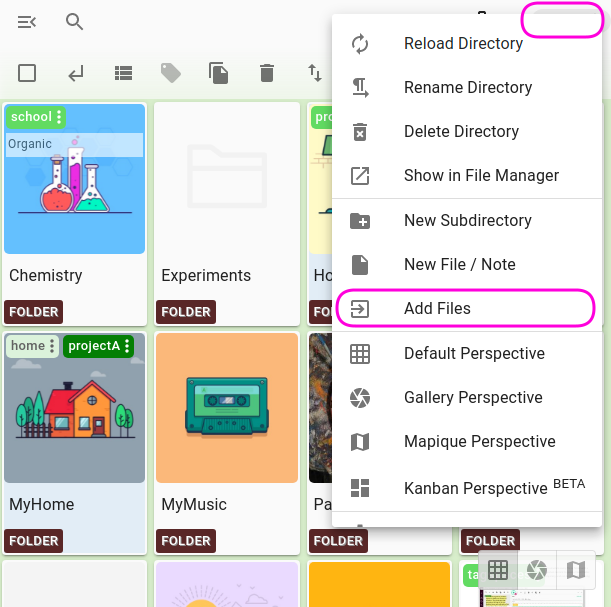 Reload Directory
Rename Directory
Delete Directory
Show in File Manager
New Subdirectory
New File / Note
Add Files
Default Perspective
Gallery Perspective
Mapique Perspective
Kanban Perspective BETA
school
Organic
Chemistry
FOLDER
Experiments
FOLDER
pro
Ho
FO
home
projectA
MyHome
FOLDER
MyMusic
FOLDER
Pa
FOLDER
FOLDER
ta